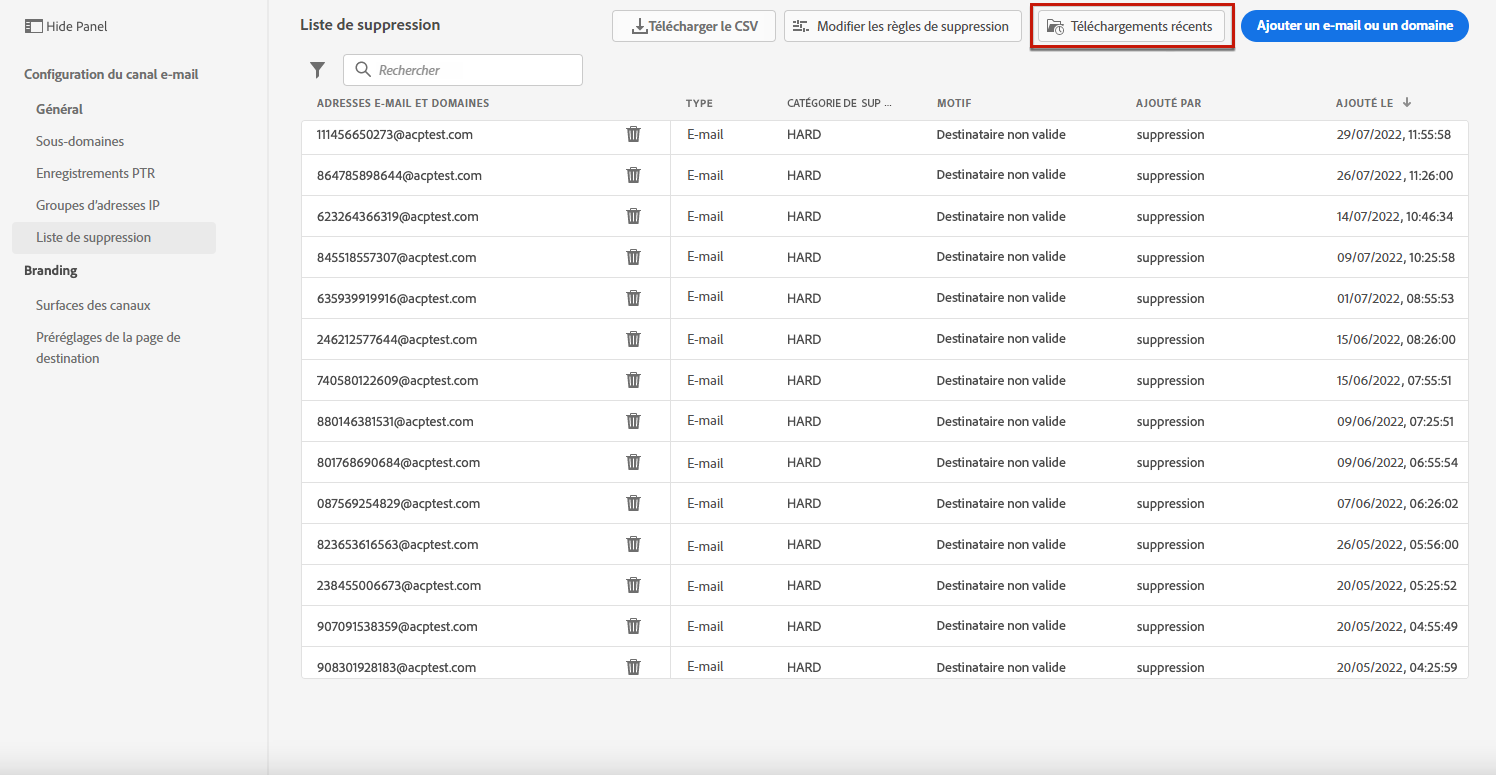 Hide Panel
Configuration du canal e-mail
Général
Sous-domaines
Enregistrements PTR
Groupes d'adresses IP
Liste de suppression
Branding
Surfaces des canaux
Préréglages de la page de
destination
Liste de suppression
Télécharger le CSV
Modifier les règles de suppression
Téléchargements récents
Ajouter un e-mail ou un domaine
Rechercher
ADRESSES E-MAIL ET DOMAINES TYPE CATÉGORIE DE SUP ... MOTIF AJOUTÉ PAR AJOUTÉ LE
111456650273@acptest.com E-mail HARD Destinataire non valide suppression 29/07/2022, 11:55:58
864785898644@acptest.com E-mail HARD Destinataire non valide suppression 26/07/2022, 11:26:00
623264366319@acptest.com E-mail HARD Destinataire non valide suppression 14/07/2022, 10:46:34
845518557307@acptest.com E-mail HARD Destinataire non valide suppression 09/07/2022, 10:25:58
635939919916@acptest.com E-mail HARD Destinataire non valide suppression 01/07/2022, 08:55:53
246212577644@acptest.com E-mail HARD Destinataire non valide suppression 15/06/2022, 08:26:00
740580122609@acptest.com E-mail HARD Destinataire non valide suppression 15/06/2022, 07:55:51
880146381531@acptest.com E-mail HARD Destinataire non valide suppression 09/06/2022, 07:25:51
801768690684@acptest.com E-mail HARD Destinataire non valide suppression 09/06/2022, 06:55:54
087569254829@acptest.com E-mail HARD Destinataire non valide suppression 07/06/2022, 06:26:02
823653616563@acptest.com E-mail HARD Destinataire non valide suppression 26/05/2022, 05:56:00
238455006673@acptest.com E-mail HARD Destinataire non valide suppression 20/05/2022, 05:25:52
907091538359@acptest.com E-mail HARD Destinataire non valide suppression 20/05/2022, 04:55:49
908301928183@acptest.com E-mail HARD Destinataire non valide suppression 20/05/2022, 04:25:59